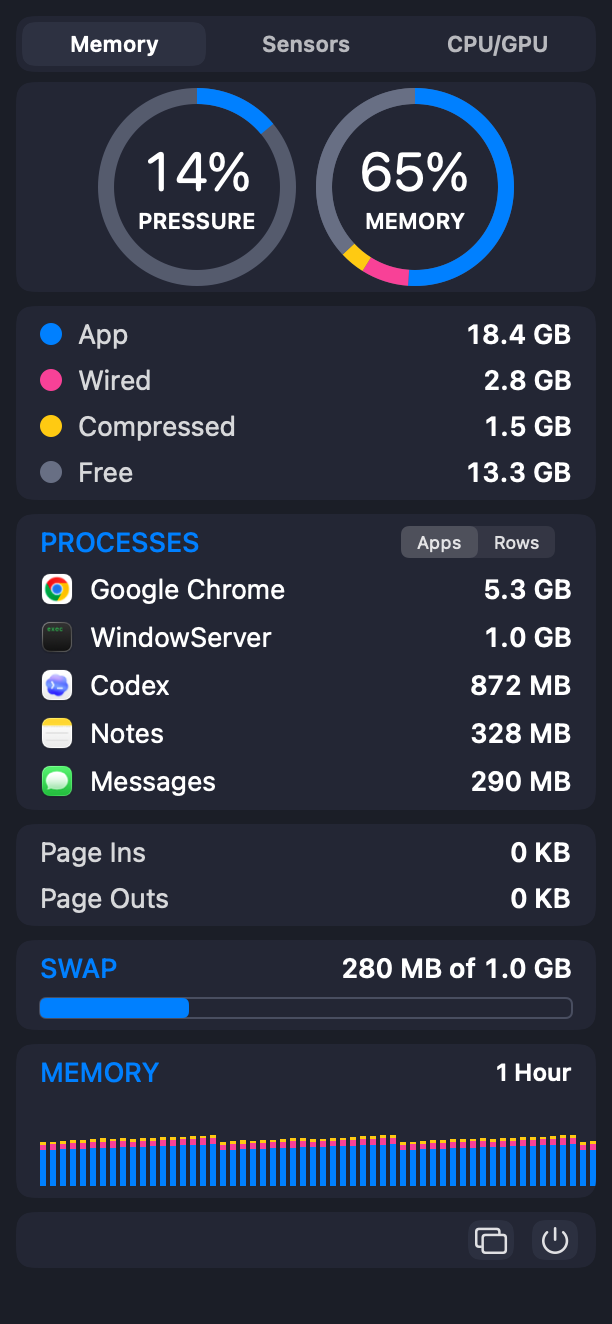 Memory Sensors CPU/GPU
14% 65%
PRESSURE MEMORY
App 18.4 GB
Wired 2.8 GB
Compressed 1.5 GB
Free 13.3 GB
PROCESSES Apps Rows
Google Chrome 5.3 GB
exec
WindowServer 1.0 GB
Codex 872 MB
Notes 328 MB
Messages 290 MB
Page Ins 0 KB
Page Outs 0 KB
SWAP 280 MB of 1.0 GB
MEMORY 1 Hour